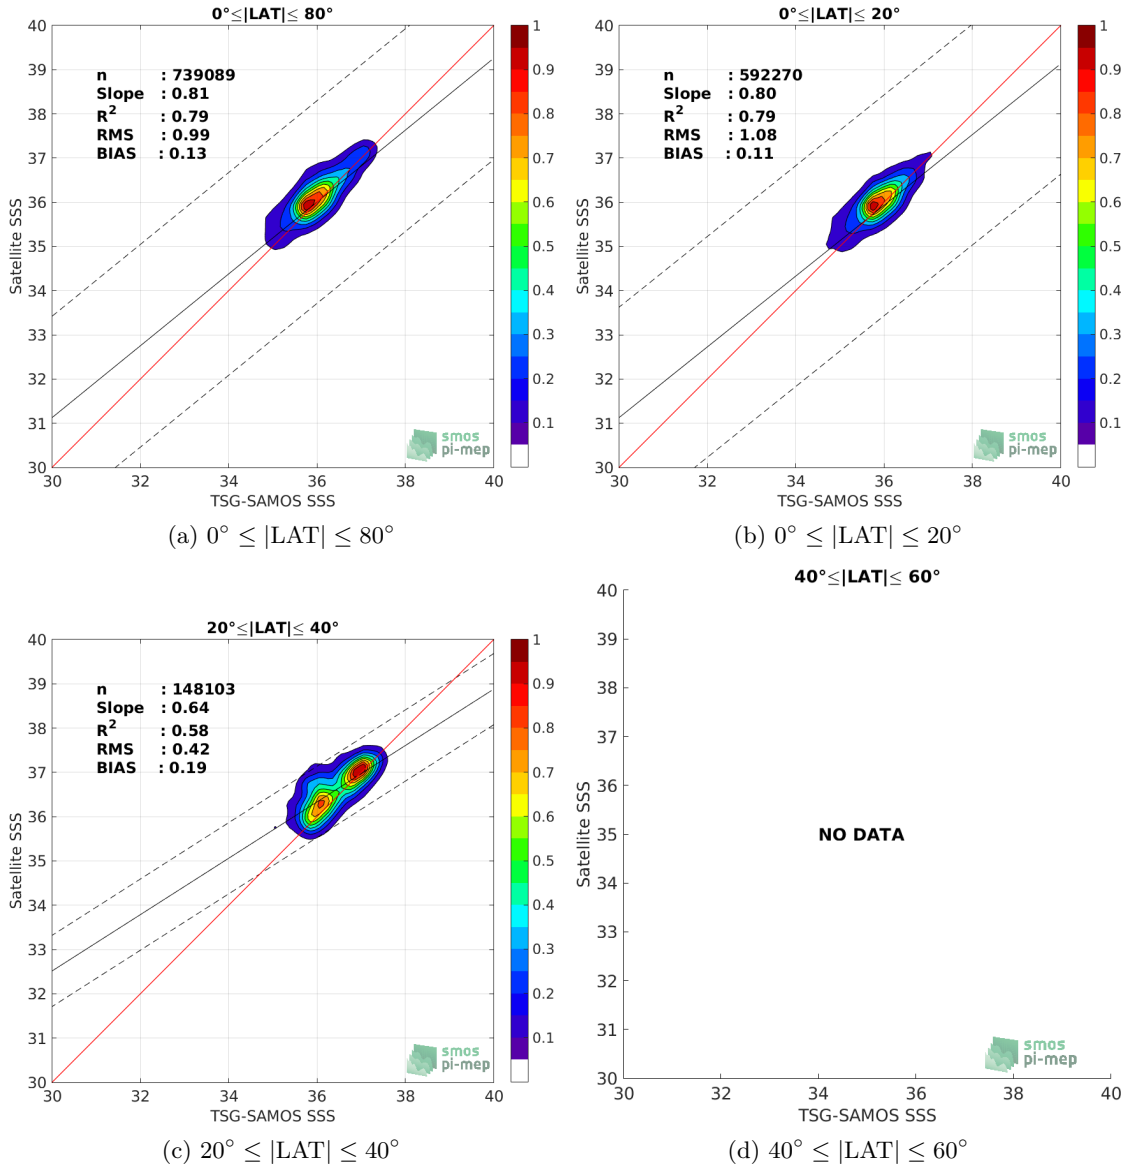 0°≤|LAT|≤ 80°
40
39
38
37
36
35
34
33
32
31
30
30 32 34 36 38 40
Satellite SSS
TSG-SAMOS SSS
n : 739089
Slope : 0.81
R² : 0.79
RMS : 0.99
BIAS : 0.13
1
0.9
0.8
0.7
0.6
0.5
0.4
0.3
0.2
0.1
smos
pi-mep
(a) 0° ≤ |LAT| ≤ 80°
0°≤|LAT|≤ 20°
40
39
38
37
36
35
34
33
32
31
30
30 32 34 36 38 40
Satellite SSS
TSG-SAMOS SSS
n : 592270
Slope : 0.80
R² : 0.79
RMS : 1.08
BIAS : 0.11
1
0.9
0.8
0.7
0.6
0.5
0.4
0.3
0.2
0.1
smos
pi-mep
(b) 0° ≤ |LAT| ≤ 20°
20°≤|LAT|≤ 40°
40
39
38
37
36
35
34
33
32
31
30
30 32 34 36 38 40
Satellite SSS
TSG-SAMOS SSS
n : 148103
Slope : 0.64
R² : 0.58
RMS : 0.42
BIAS : 0.19
1
0.9
0.8
0.7
0.6
0.5
0.4
0.3
0.2
0.1
smos
pi-mep
(c) 20° ≤ |LAT| ≤ 40°
40°≤|LAT|≤ 60°
40
39
38
37
36
35
34
33
32
31
30
30 32 34 36 38 40
Satellite SSS
TSG-SAMOS SSS
NO DATA
smos
pi-mep
(d) 40° ≤ |LAT| ≤ 60°